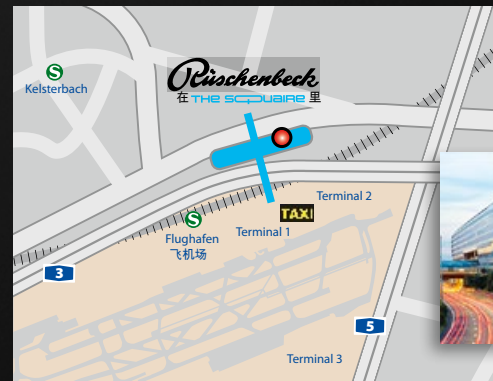 Rüschenbeck
在 THE SQUAIRE 里
S
Kelsterbach
Terminal 2
TAXI
S
Terminal 1
Flughafen
飞机场
3
5
Terminal 3